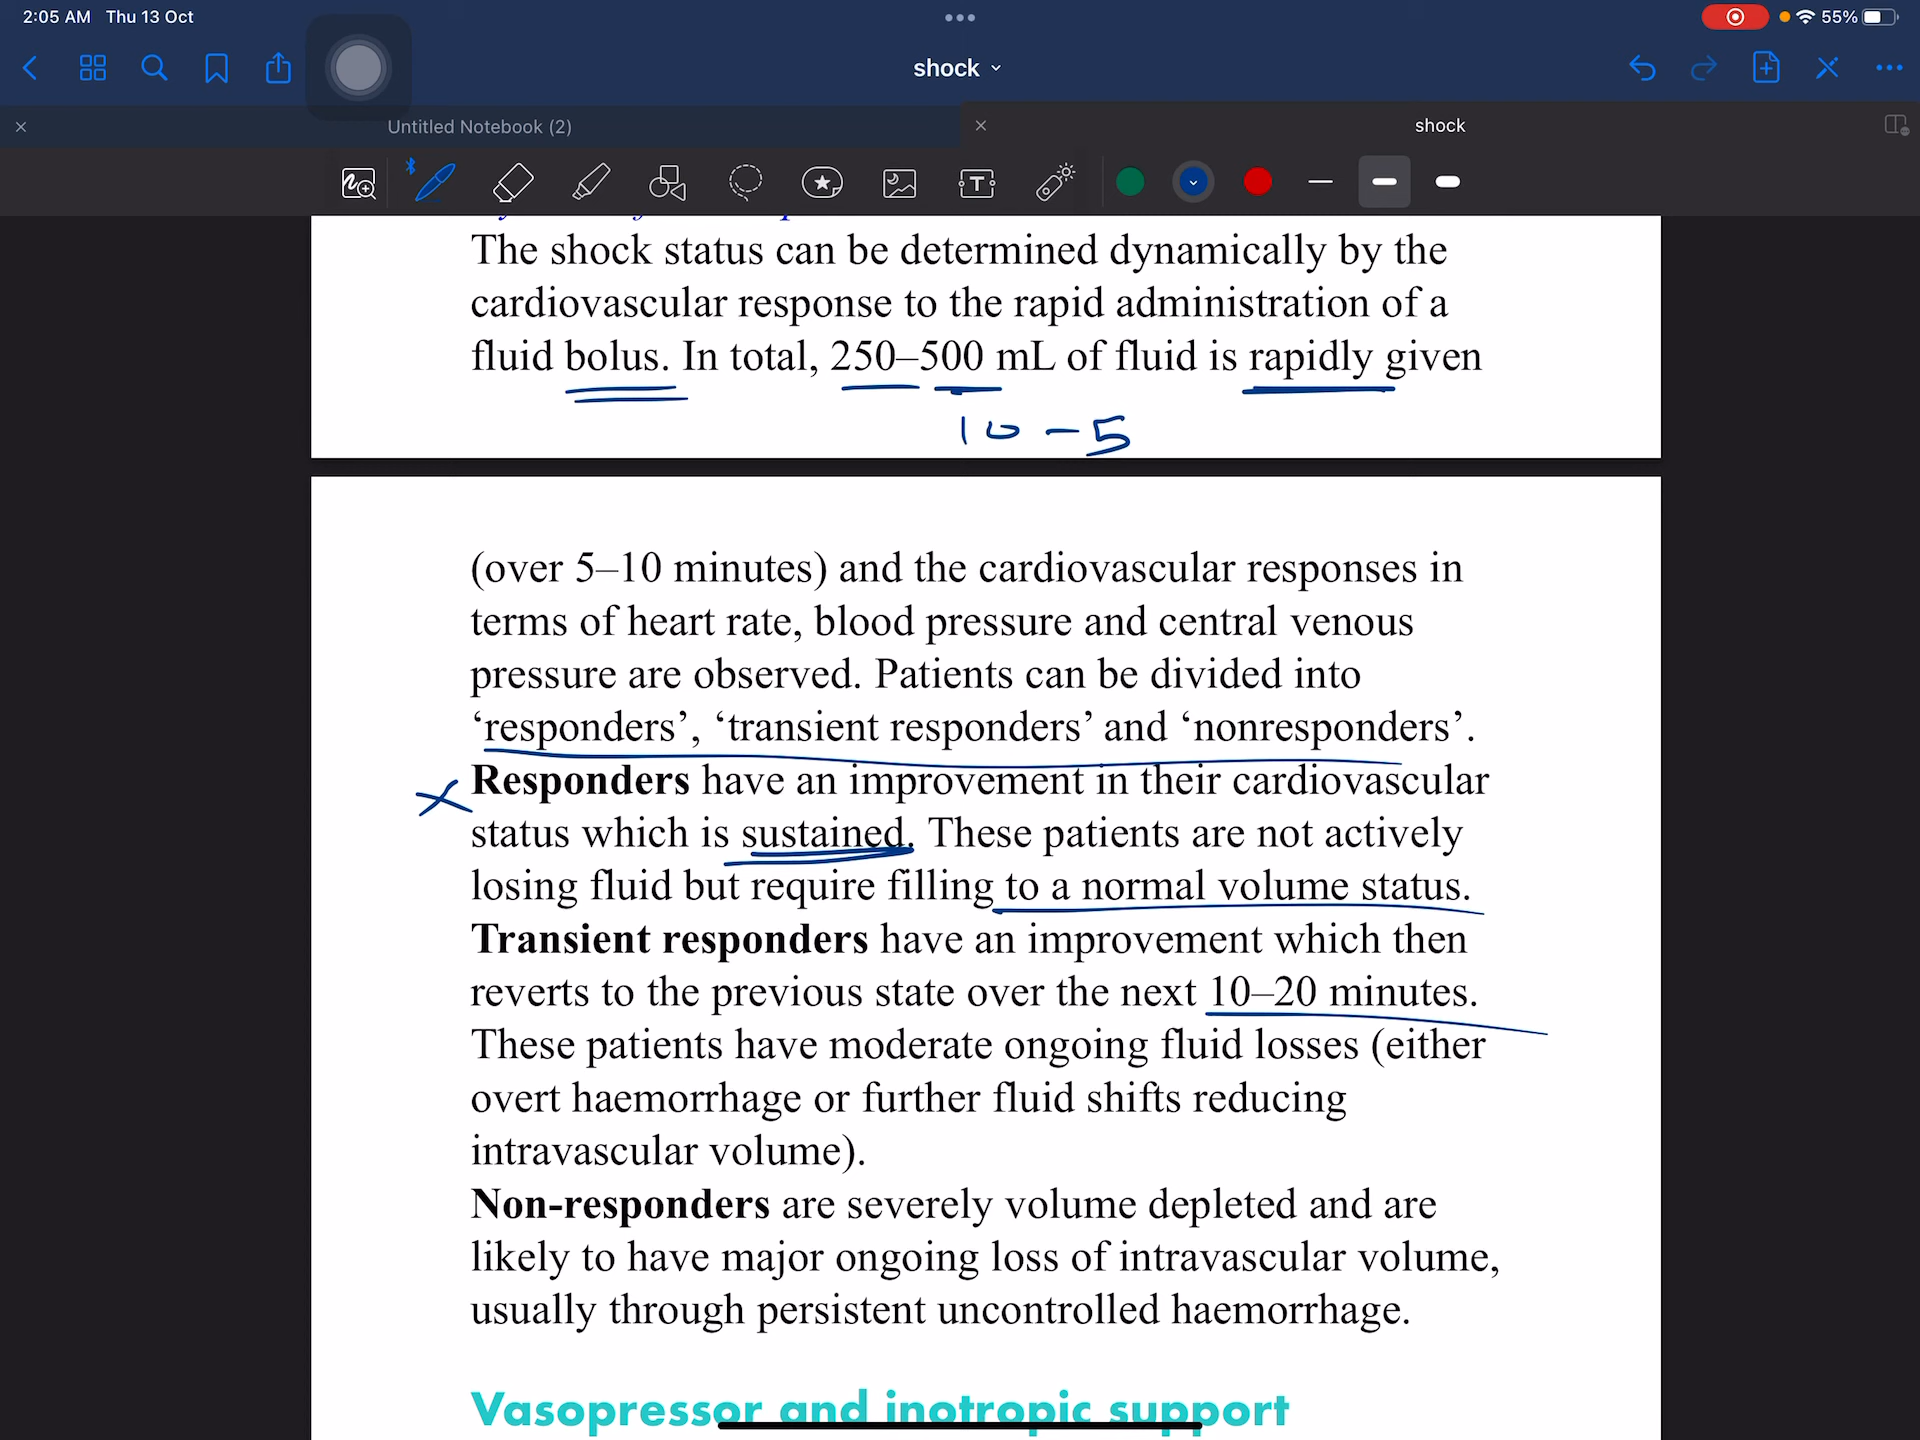 2:05 AM Thu 13 Oct
55%
shock
Untitled Notebook (2)
shock
The shock status can be determined dynamically by the
cardiovascular response to the rapid administration of a
fluid bolus. In total, 250–500 mL of fluid is rapidly given
10 – 5
(over 5–10 minutes) and the cardiovascular responses in
terms of heart rate, blood pressure and central venous
pressure are observed. Patients can be divided into
‘responders’, ‘transient responders’ and ‘nonresponders’.
Responders have an improvement in their cardiovascular
status which is sustained. These patients are not actively
losing fluid but require filling to a normal volume status.
Transient responders have an improvement which then
reverts to the previous state over the next 10–20 minutes.
These patients have moderate ongoing fluid losses (either
overt haemorrhage or further fluid shifts reducing
intravascular volume).
Non-responders are severely volume depleted and are
likely to have major ongoing loss of intravascular volume,
usually through persistent uncontrolled haemorrhage.
Vasopressor and inotropic support